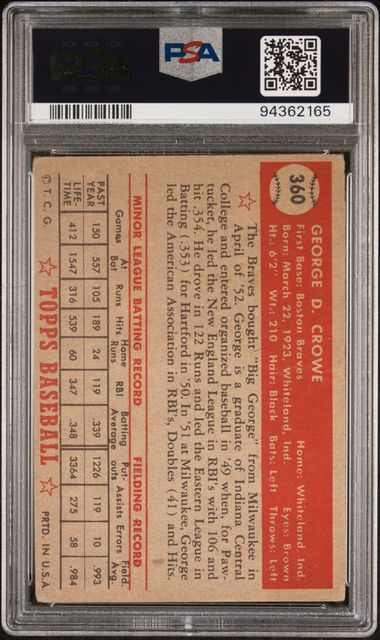 PSA
94362165
360
GEORGE D. CROWE
First Base: Boston Braves Home: Whiteland, Ind.
Born: March 22, 1923, Whiteland, Ind. Eyes: Brown
Ht.: 6'2" Wt.: 210 Hair: Black Bats: Left Throws: Left
The Braves bought "Big George" from Milwaukee in
April of '52. George is a graduate of Indiana Central
College and entered organized baseball in '49 when, for Paw-
tucket, he led the New England League in RBI's with 106 and
hit .354. He drove in 122 Runs and led the Eastern League in
Batting (.353) for Hartford in '50. In '51 at Milwaukee, George
led the American Association in RBI's, Doubles (41) and Hits.
MINOR LEAGUE BATTING RECORD FIELDING RECORD
Games At Bat Runs Hits Home Runs RBI Batting Average Put-outs Assists Errors Field. Avg.
PAST YEAR 150 557 105 189 24 119 .339 1226 119 10 .993
LIFE-TIME 412 1547 316 539 60 347 .348 3364 275 58 .984
© T. C. G. TOPPS BASEBALL PRTD. IN U.S.A.